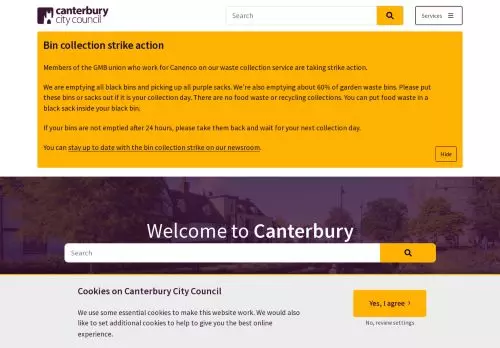 canterbury
city council
Search
Services
Bin collection strike action
Members of the GMB union who work for Canenco on our waste collection service are taking strike action.
We are emptying all black bins and picking up all purple sacks. We're also emptying about 60% of garden waste bins. Please put
these bins or sacks out if it is your collection day. There are no food waste or recycling collections. You can put food waste in a
black sack inside your black bin.
If your bins are not emptied after 24 hours, please take them back and wait for your next collection day.
You can stay up to date with the bin collection strike on our newsroom.
Hide
Welcome to Canterbury
Search
Cookies on Canterbury City Council
We use some essential cookies to make this website work. We would also
like to set additional cookies to help to give you the best online
experience.
Yes, I agree
No, review settings